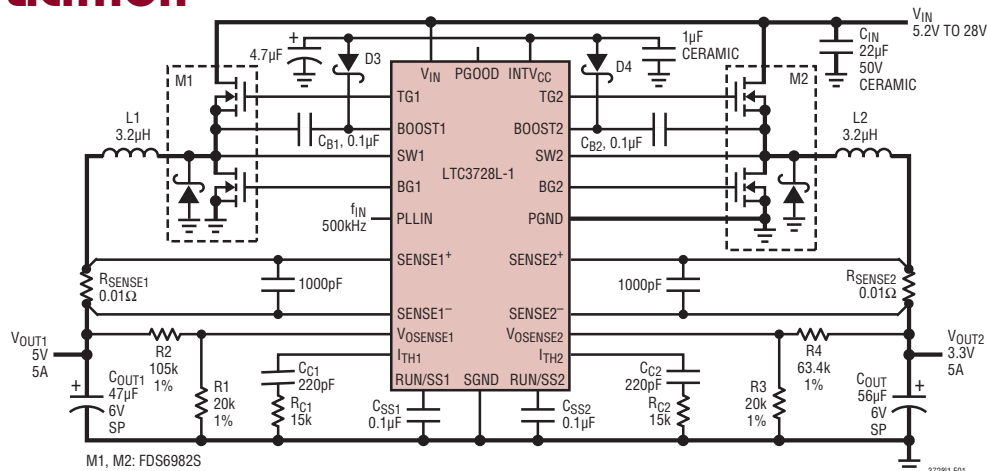 VIN
5.2V TO 28V
CIN
22µF
50V
CERAMIC
4.7µF
+
D3
1µF
CERAMIC
D4
VIN PGOOD INTVCC
M1
M2
TG1 TG2
L1
3.2µH
BOOST1 BOOST2
CB1, 0.1µF
CB2, 0.1µF
L2
3.2µH
SW1 SW2
LTC3728L-1
BG1 BG2
fIN
500kHz
PLLIN PGND
SENSE1+ SENSE2+
RSENSE1
0.01Ω
1000pF
1000pF
RSENSE2
0.01Ω
SENSE1– SENSE2–
VOSENSE1 VOSENSE2
VOUT1
5V
5A
R2
105k
1%
ITH1 ITH2
R4
63.4k
1%
VOUT2
3.3V
5A
+
COUT1
47µF
6V
SP
R1
20k
1%
CC1
220pF
RC1
15k
RUN/SS1 SGND RUN/SS2
CSS1
0.1µF
CSS2
0.1µF
CC2
220pF
RC2
15k
R3
20k
1%
COUT
56µF
6V
SP
+
M1, M2: FDS6982S
3728L1 F01